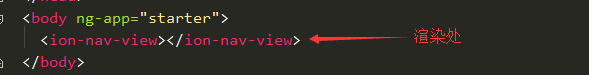 <body ng-app="starter">
<ion-nav-view></ion-nav-view> 渲染处
</body>